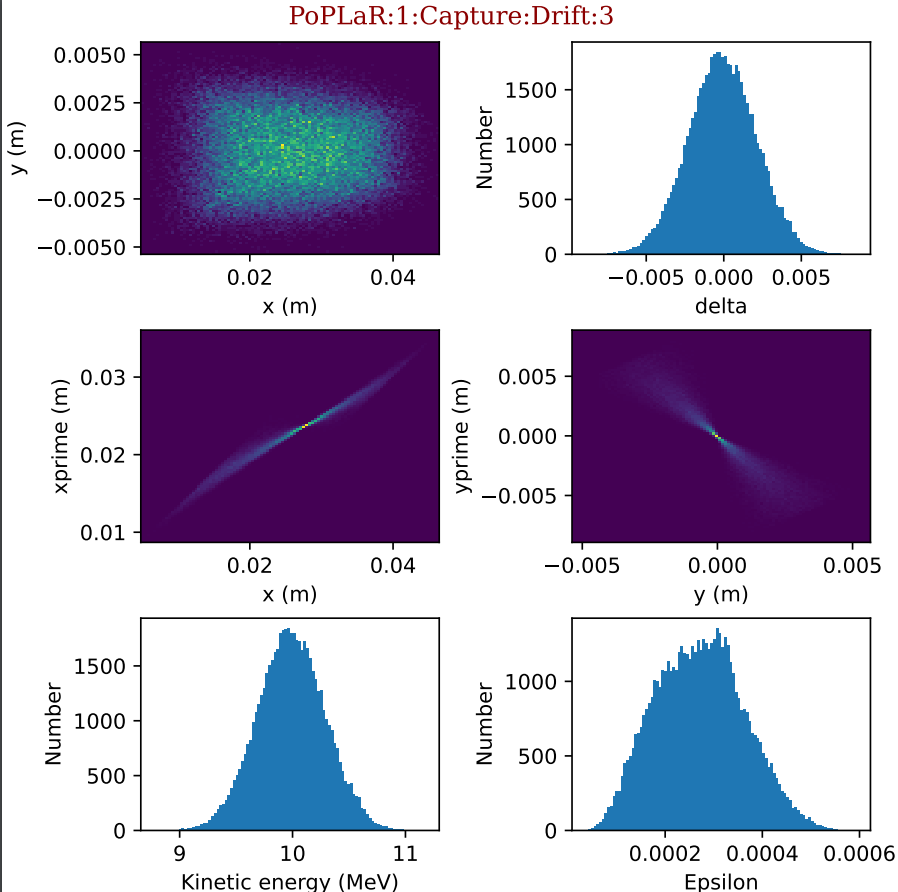 PoPLaR:1:Capture:Drift:3
0.0050
0.0025
0.0000
−0.0025
−0.0050
y (m)
0.02 0.04
x (m)
1500
1000
500
0
Number
−0.005 0.000 0.005
delta
0.03
0.02
0.01
xprime (m)
0.02 0.04
x (m)
0.005
0.000
−0.005
yprime (m)
−0.005 0.000 0.005
y (m)
1500
1000
500
0
Number
9 10 11
Kinetic energy (MeV)
1000
500
0
Number
0.0002 0.0004 0.0006
Epsilon